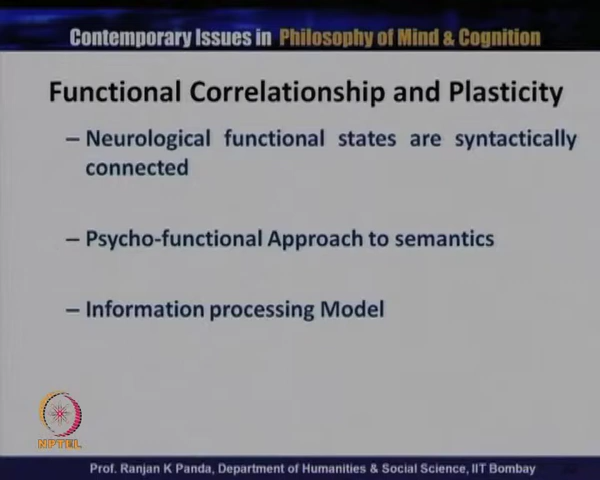 Contemporary Issues in Philosophy of Mind & Cognition
Functional Correlationship and Plasticity
– Neurological functional states are syntactically
connected
– Psycho-functional Approach to semantics
– Information processing Model
NPTEL
Prof. Ranjan K Panda, Department of Humanities & Social Science, IIT Bombay